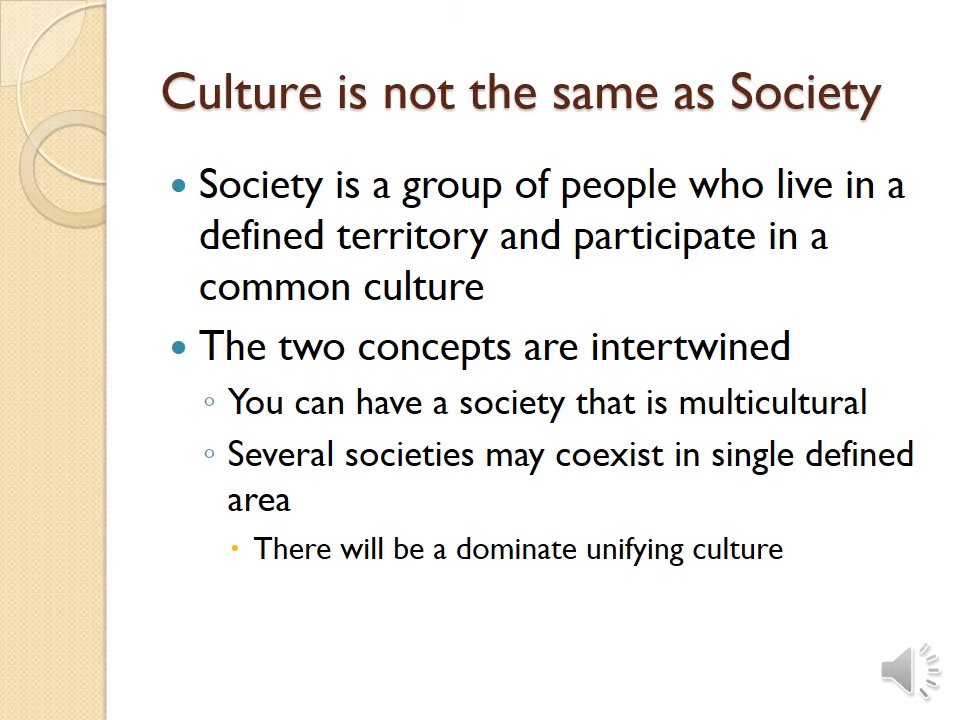 Culture is not the same as Society
• Society is a group of people who live in a
defined territory and participate in a
common culture
• The two concepts are intertwined
◦ You can have a society that is multicultural
◦ Several societies may coexist in single defined
area
• There will be a dominate unifying culture